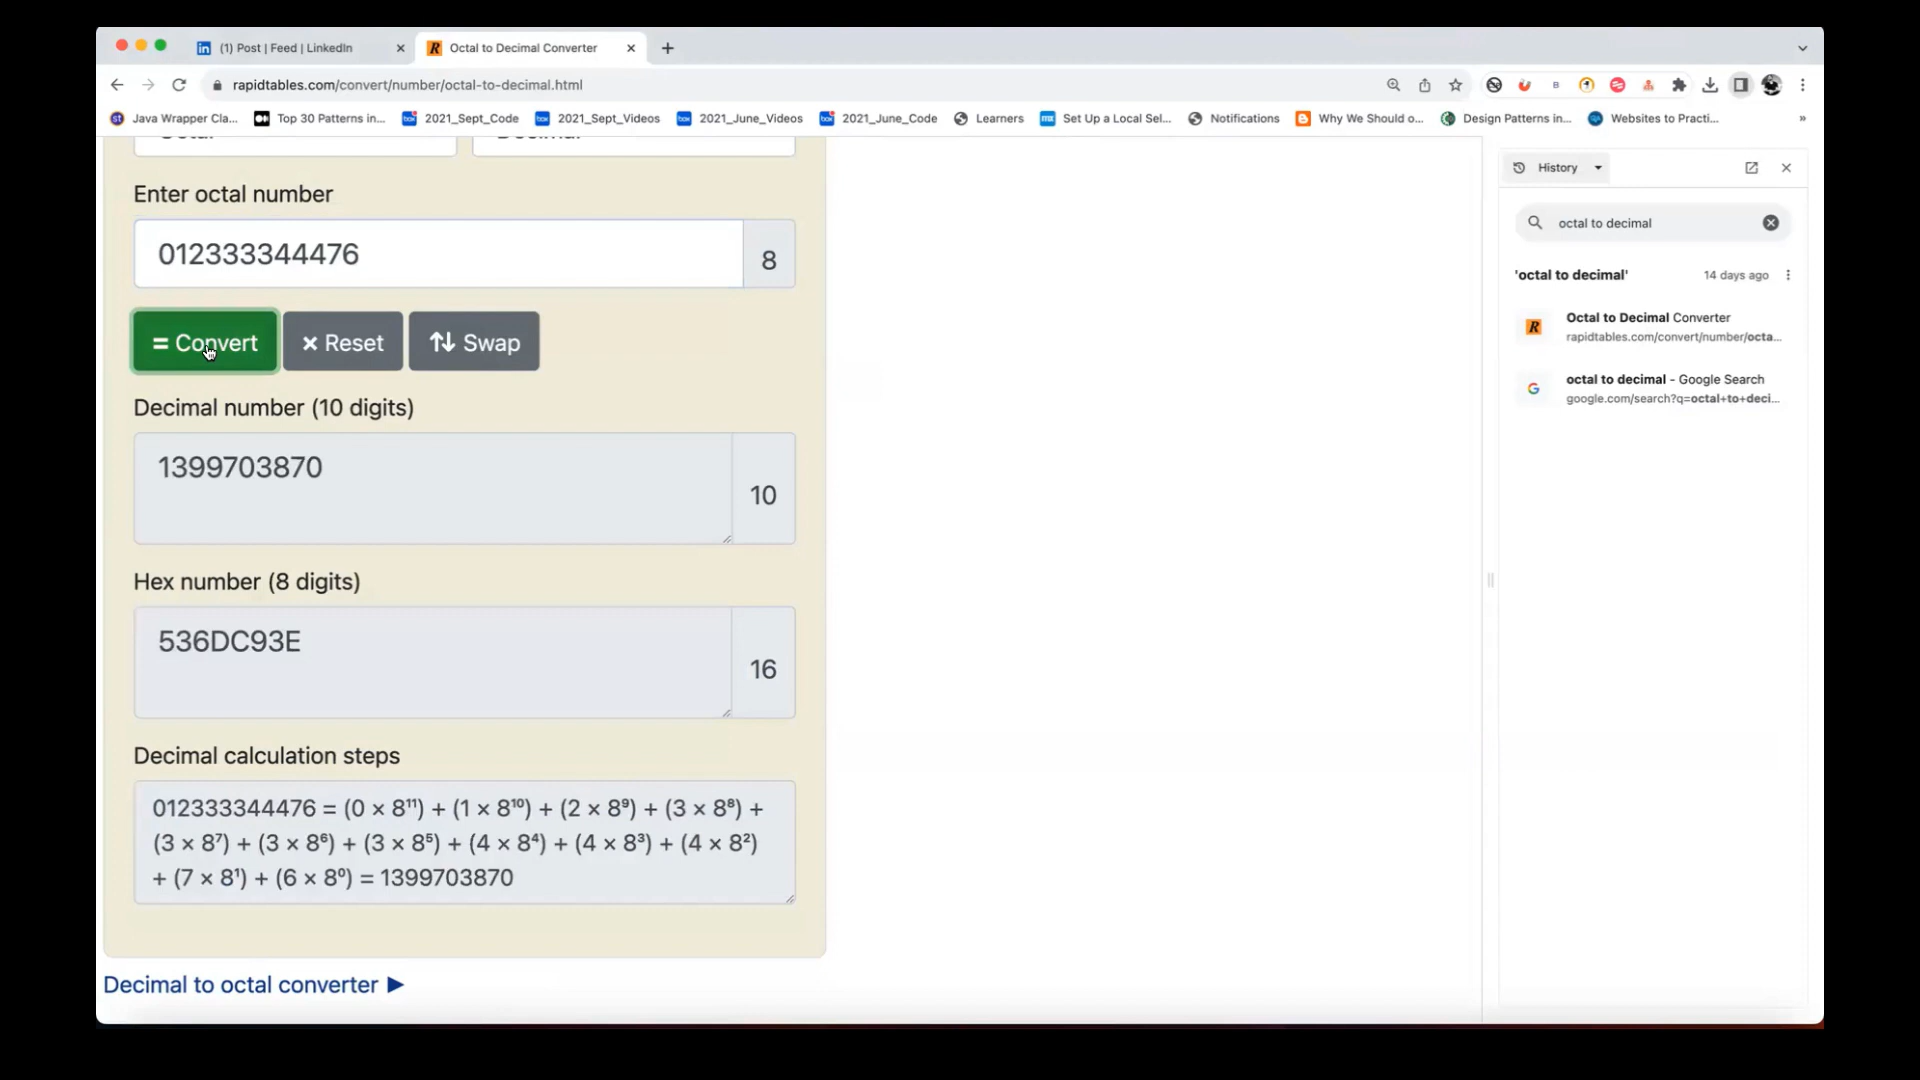 (1) Post | Feed | LinkedIn
Octal to Decimal Converter
rapidtables.com/convert/number/octal-to-decimal.html
Java Wrapper Cla...
Top 30 Patterns in...
2021_Sept_Code
2021_Sept_Videos
2021_June_Videos
2021_June_Code
Learners
Set Up a Local Sel...
Notifications
Why We Should o...
Design Patterns in...
Websites to Practi...
»
Enter octal number
012333344476
8
= Convert
× Reset
Swap
Decimal number (10 digits)
1399703870
10
Hex number (8 digits)
536DC93E
16
Decimal calculation steps
012333344476 = (0 × 8¹¹) + (1 × 8¹⁰) + (2 × 8⁹) + (3 × 8⁸) +
(3 × 8⁷) + (3 × 8⁶) + (3 × 8⁵) + (4 × 8⁴) + (4 × 8³) + (4 × 8²)
+ (7 × 8¹) + (6 × 8⁰) = 1399703870
Decimal to octal converter ►
History
octal to decimal
'octal to decimal'
14 days ago
Octal to Decimal Converter
rapidtables.com/convert/number/octa...
octal to decimal - Google Search
google.com/search?q=octal+to+deci...